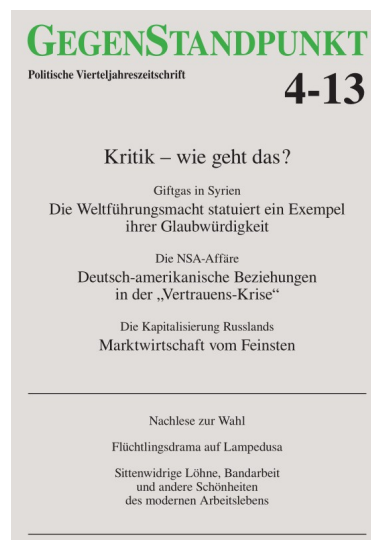 GEGENSTANDPUNKT
Politische Vierteljahreszeitschrift
4-13
Kritik – wie geht das?
Giftgas in Syrien
Die Weltführungsmacht statuiert ein Exempel
ihrer Glaubwürdigkeit
Die NSA-Affäre
Deutsch-amerikanische Beziehungen
in der „Vertrauens-Krise“
Die Kapitalisierung Russlands
Marktwirtschaft vom Feinsten
Nachlese zur Wahl
Flüchtlingsdrama auf Lampedusa
Sittenwidrige Löhne, Bandarbeit
und andere Schönheiten
des modernen Arbeitslebens